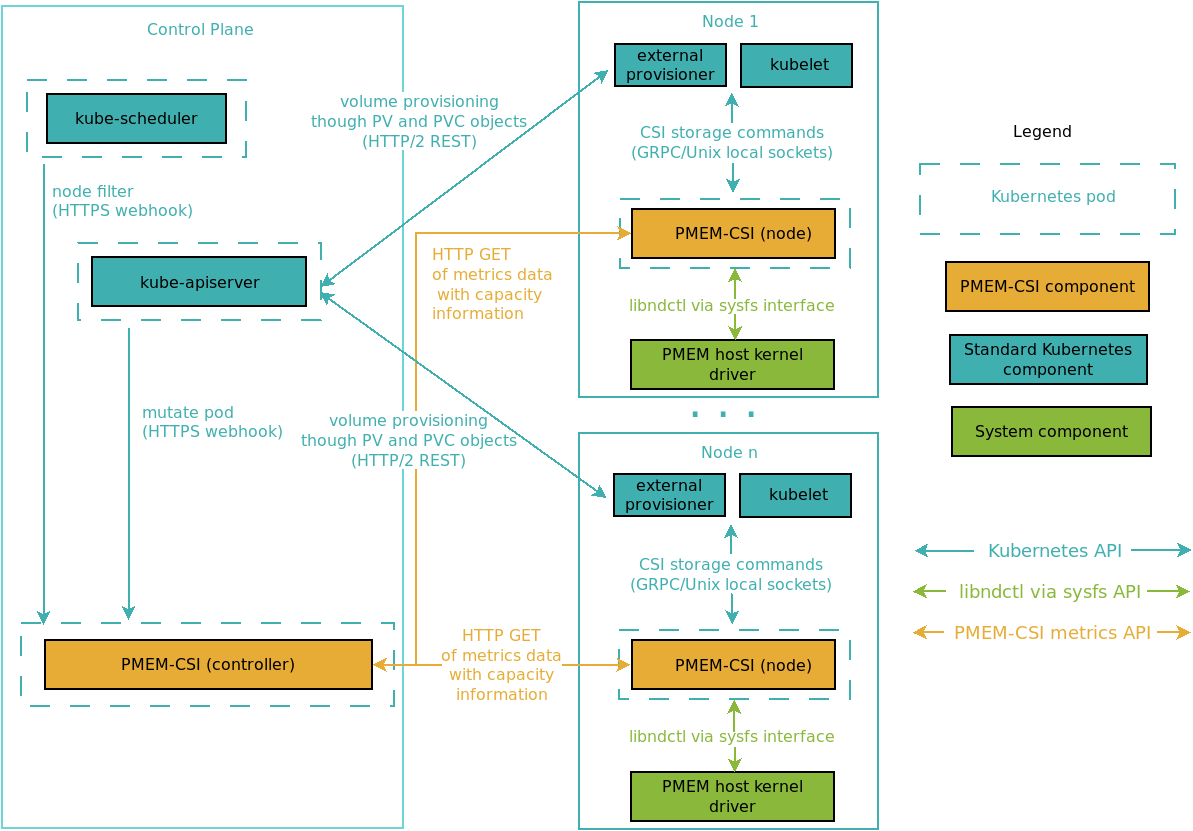 Control Plane
kube-scheduler
node filter
(HTTPS webhook)
kube-apiserver
mutate pod
(HTTPS webhook)
PMEM-CSI (controller)
volume provisioning
though PV and PVC objects
(HTTP/2 REST)
HTTP GET
of metrics data
with capacity
information
volume provisioning
though PV and PVC objects
(HTTP/2 REST)
HTTP GET
of metrics data
with capacity
information
Node 1
external
provisioner
kubelet
CSI storage commands
(GRPC/Unix local sockets)
PMEM-CSI (node)
libndctl via sysfs interface
PMEM host kernel
driver
. . .
Node n
external
provisioner
kubelet
CSI storage commands
(GRPC/Unix local sockets)
PMEM-CSI (node)
libndctl via sysfs interface
PMEM host kernel
driver
Legend
Kubernetes pod
PMEM-CSI component
Standard Kubernetes
component
System component
Kubernetes API
libndctl via sysfs API
PMEM-CSI metrics API